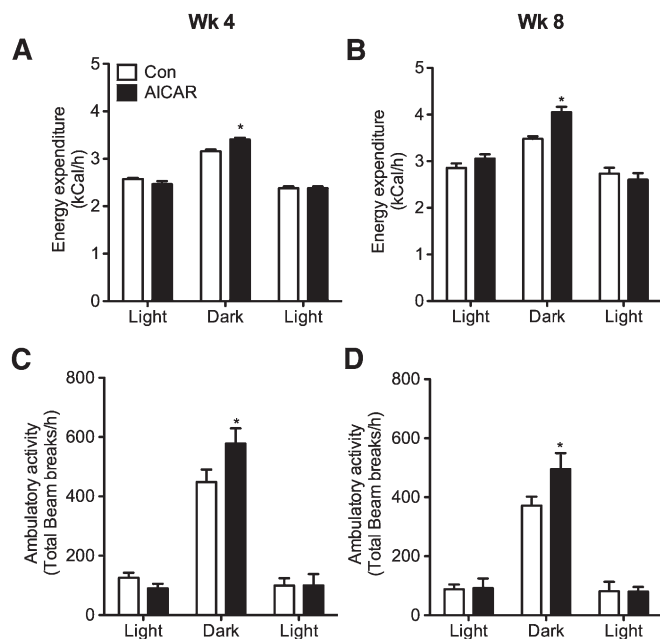 Wk 4
Wk 8
A
Con
AICAR
Energy expenditure
(kCal/h)
5
4
3
2
1
0
*
Light
Dark
Light
B
Energy expenditure
(kCal/h)
5
4
3
2
1
0
*
Light
Dark
Light
C
Ambulatory activity
(Total Beam breaks/h)
800
600
400
200
0
*
Light
Dark
Light
D
Ambulatory activity
(Total Beam breaks/h)
800
600
400
200
0
*
Light
Dark
Light